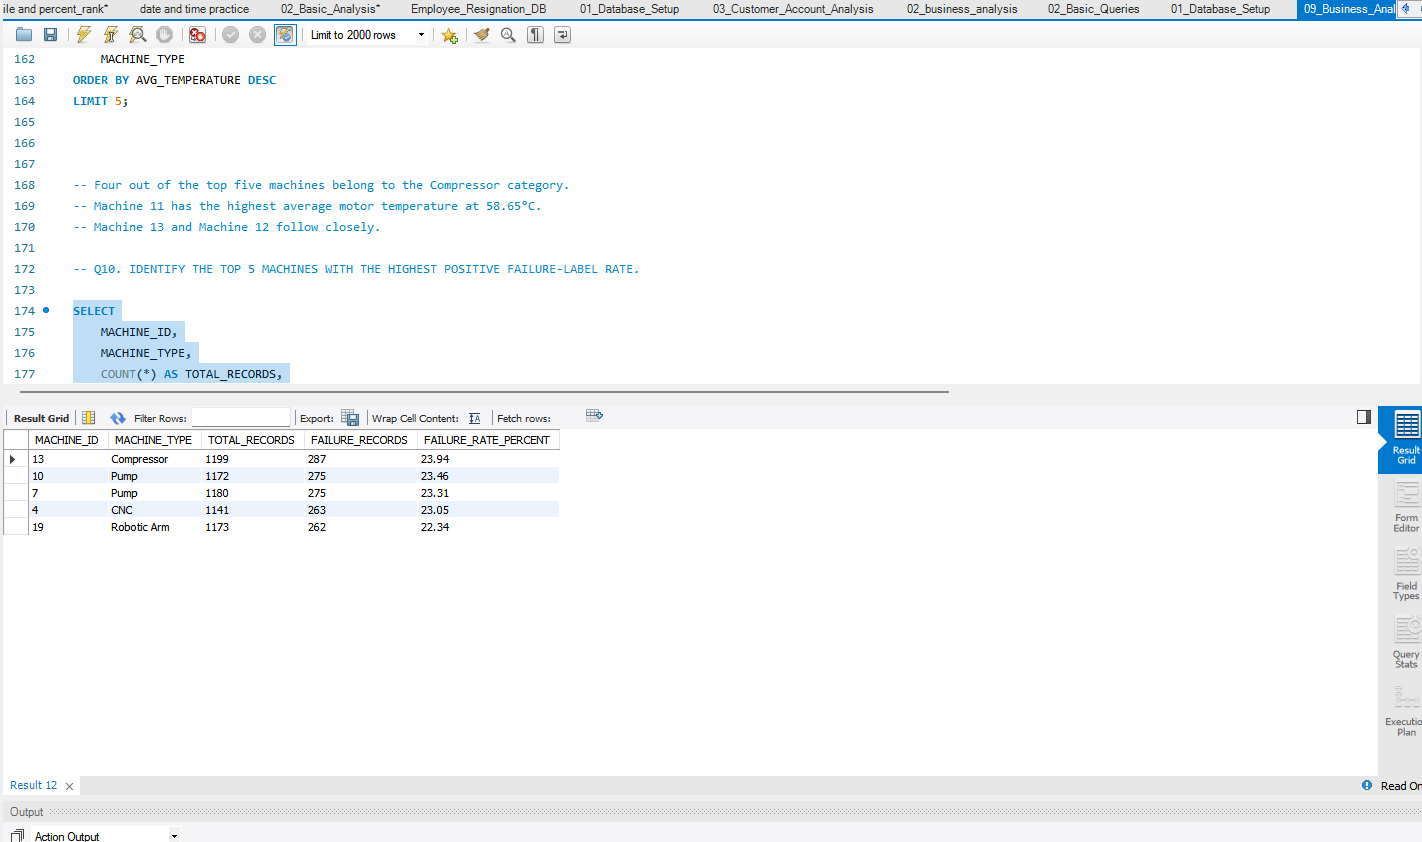 ile and percent_rank* date and time practice 02_Basic_Analysis* Employee_Resignation_DB 01_Database_Setup 03_Customer_Account_Analysis 02_business_analysis 02_Basic_Queries 01_Database_Setup 09_Business_Anal
Limit to 2000 rows
162 MACHINE_TYPE
163 ORDER BY AVG_TEMPERATURE DESC
164 LIMIT 5;
165
166
167
168 -- Four out of the top five machines belong to the Compressor category.
169 -- Machine 11 has the highest average motor temperature at 58.65°C.
170 -- Machine 13 and Machine 12 follow closely.
171
172 -- Q10. IDENTIFY THE TOP 5 MACHINES WITH THE HIGHEST POSITIVE FAILURE-LABEL RATE.
173
174 SELECT
175 MACHINE_ID,
176 MACHINE_TYPE,
177 COUNT(*) AS TOTAL_RECORDS,
Result Grid Filter Rows: Export: Wrap Cell Content: Fetch rows:
MACHINE_ID MACHINE_TYPE TOTAL_RECORDS FAILURE_RECORDS FAILURE_RATE_PERCENT
13 Compressor 1199 287 23.94
10 Pump 1172 275 23.46
7 Pump 1180 275 23.31
4 CNC 1141 263 23.05
19 Robotic Arm 1173 262 22.34
Result
Grid
Form
Editor
Field
Types
Query
Stats
Executio
Plan
Result 12 Read On
Output
Action Output